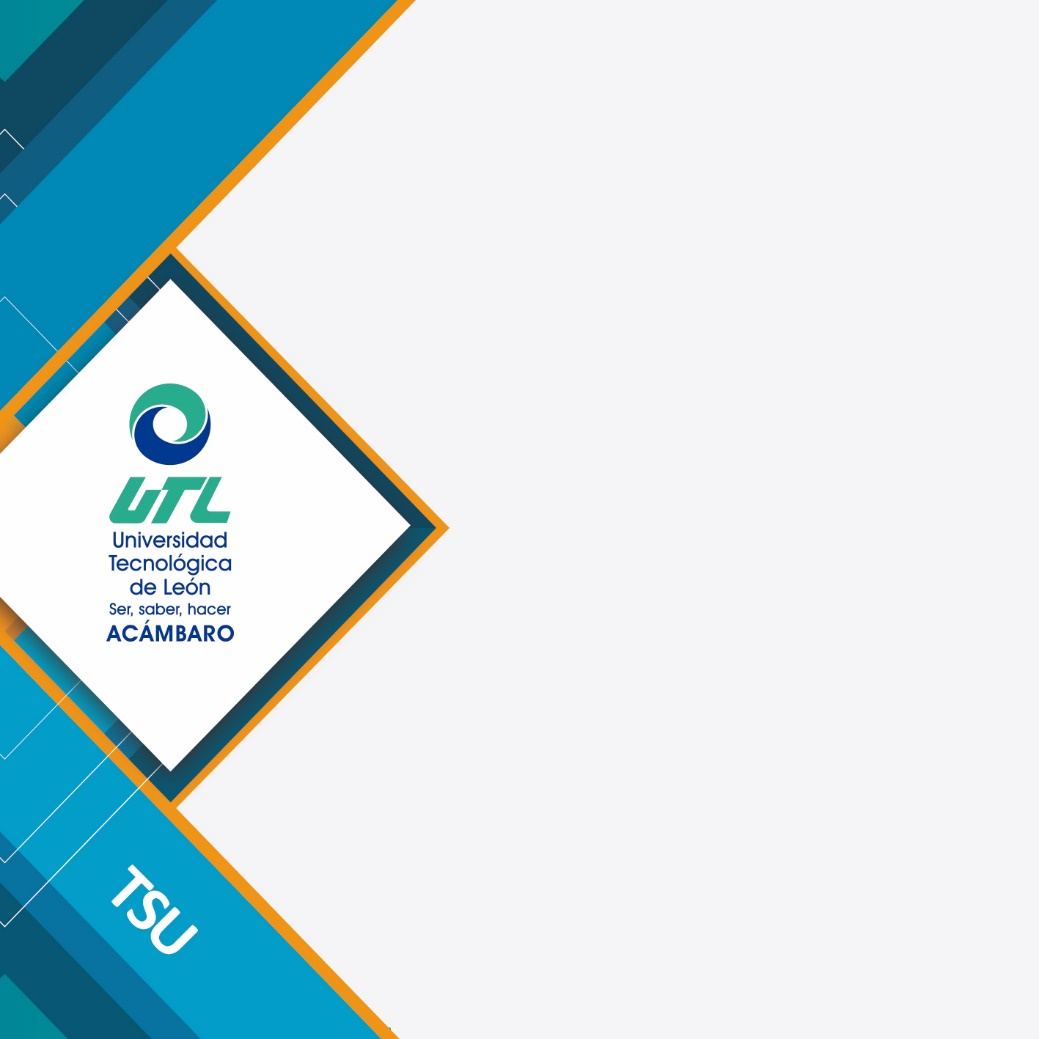 UTL
Universidad
Tecnológica
de León
Ser, saber, hacer
ACÁMBARO
TSU